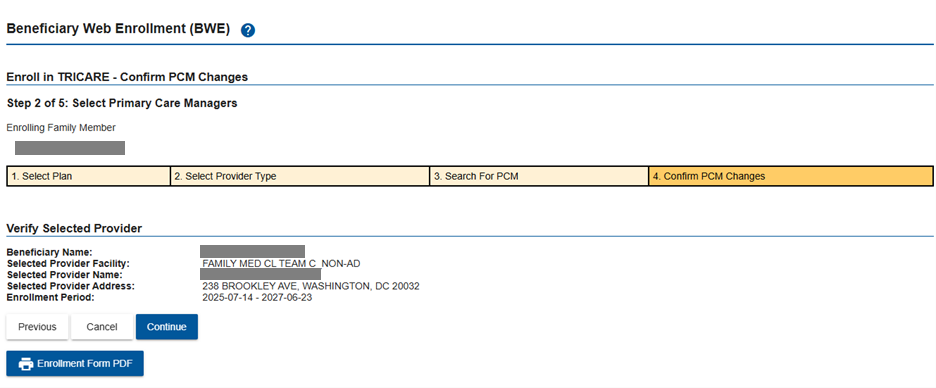 Beneficiary Web Enrollment (BWE) ?
Enroll in TRICARE - Confirm PCM Changes
Step 2 of 5: Select Primary Care Managers
Enrolling Family Member
1. Select Plan 2. Select Provider Type 3. Search For PCM 4. Confirm PCM Changes
Verify Selected Provider
Beneficiary Name:
Selected Provider Facility: FAMILY MED CL TEAM C_NON-AD
Selected Provider Name:
Selected Provider Address: 238 BROOKLEY AVE, WASHINGTON, DC 20032
Enrollment Period: 2025-07-14 - 2027-06-23
Previous Cancel Continue
Enrollment Form PDF